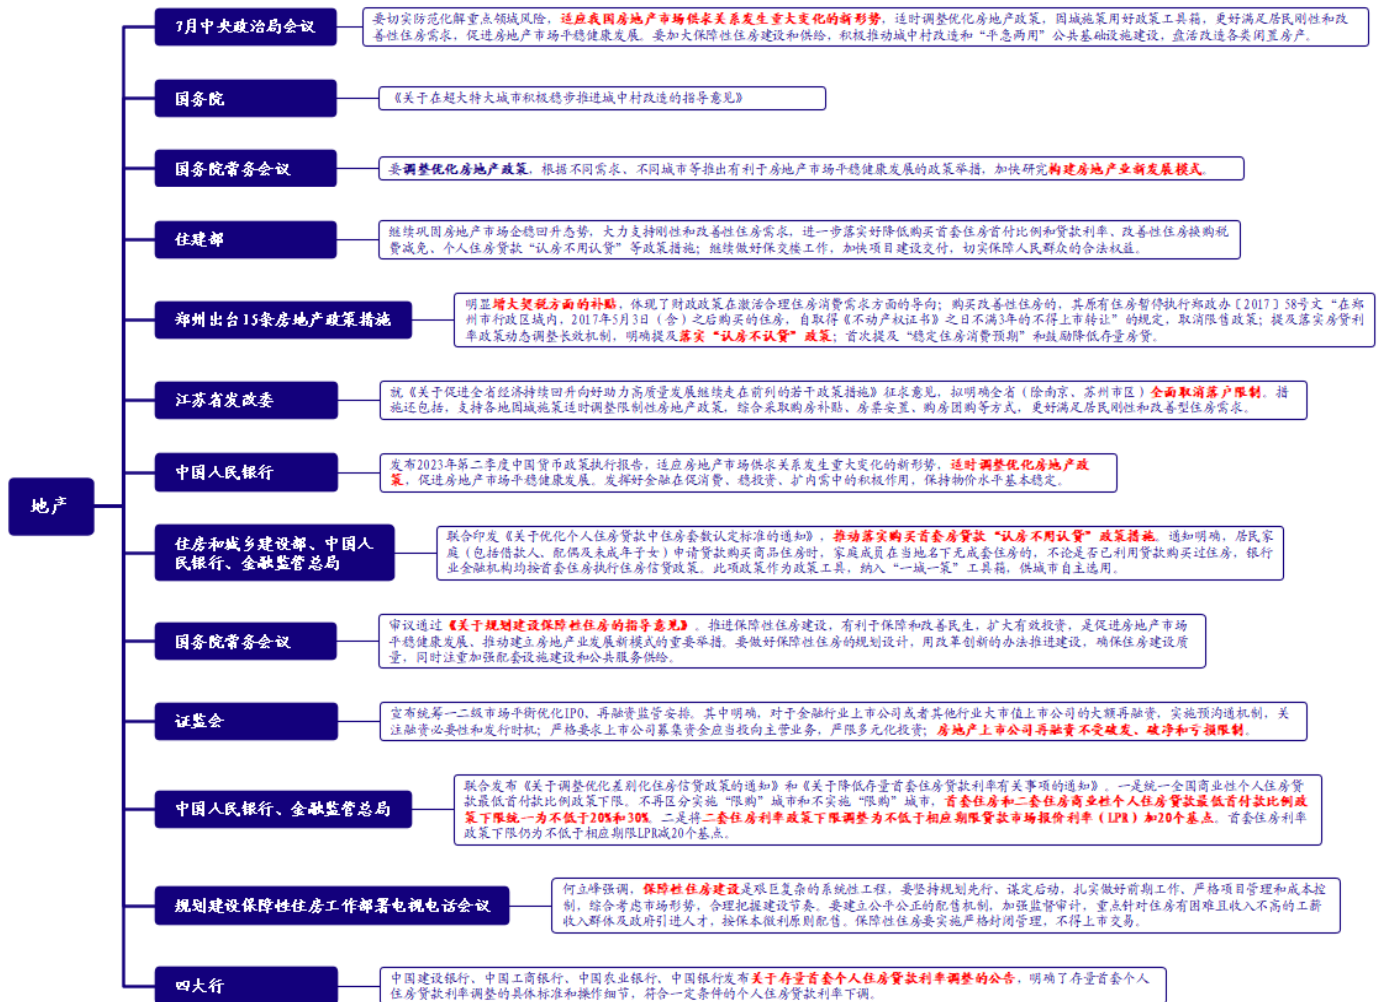 7月中央政治局会议
要切实防范化解重点领域风险，适应我国房地产市场供求关系发生重大变化的新形势，适时调整优化房地产政策，因城施策用好政策工具箱，更好满足居民刚性和改
善性住房需求，促进房地产市场平稳健康发展。要加大保障性住房建设和供给，积极推动城中村改造和“平急两用”公共基础设施建设，盘活改造各类闲置房产。
国务院
《关于在超大特大城市积极稳步推进城中村改造的指导意见》
国务院常务会议
要调整优化房地产政策，根据不同需求、不同城市等推出有利于房地产市场平稳健康发展的政策举措，加快研究构建房地产业新发展模式。
住建部
继续巩固房地产市场企稳回升态势，大力支持刚性和改善性住房需求，进一步落实好降低购买首套住房首付比例和贷款利率、改善性住房换购税
费减免、个人住房贷款“认房不用认贷”等政策措施；继续做好保交楼工作，加快项目建设交付，切实保障人民群众的合法权益。
郑州出台15条房地产政策措施
明显增大契税方面的补贴，体现了财政政策在激活合理住房消费需求方面的导向；购买改善性住房的，其原有住房暂停执行郑政办〔2017〕58号文“在郑
州市行政区域内，2017年5月3日（含）之后购买的住房，自取得《不动产权证书》之日不满3年的不得上市转让”的规定，取消限售政策；提及落实房贷利
率政策动态调整长效机制，明确提及落实“认房不认贷”政策；首次提及“稳定住房消费预期”和鼓励降低存量房贷。
江苏省发改委
就《关于促进全省经济持续回升向好助力高质量发展继续走在前列的若干政策措施》征求意见，拟明确全省（除南京、苏州市区）全面取消落户限制。措
施还包括，支持各地因城施策适时调整限制性房地产政策，综合采取购房补贴、房票安置、购房团购等方式，更好满足居民刚性和改善型住房需求。
地产
中国人民银行
发布2023年第二季度中国货币政策执行报告，适应房地产市场供求关系发生重大变化的新形势，适时调整优化房地产政
策，促进房地产市场平稳健康发展。发挥好金融在促消费、稳投资、扩内需中的积极作用，保持物价水平基本稳定。
住房和城乡建设部、中国人
民银行、金融监管总局
联合印发《关于优化个人住房贷款中住房套数认定标准的通知》，推动落实购买首套房贷款“认房不用认贷”政策措施。通知明确，居民家
庭（包括借款人、配偶及未成年子女）申请贷款购买商品住房时，家庭成员在当地名下无成套住房的，不论是否已利用贷款购买过住房，银行
业金融机构均按首套住房执行住房信贷政策。此项政策作为政策工具，纳入“一城一策”工具箱，供城市自主选用。
国务院常务会议
审议通过《关于规划建设保障性住房的指导意见》。推进保障性住房建设，有利于保障和改善民生，扩大有效投资，是促进房地产市场
平稳健康发展、推动建立房地产业发展新模式的重要举措。要做好保障性住房的规划设计，用改革创新的办法推进建设，确保住房建设质
量，同时注重加强配套设施建设和公共服务供给。
证监会
宣布统筹一二级市场平衡优化IPO、再融资监管安排。其中明确，对于金融行业上市公司或者其他行业大市值上市公司的大额再融资，实施预沟通机制，关
注融资必要性和发行时机；严格要求上市公司募集资金应当投向主营业务，严限多元化投资；房地产上市公司再融资不受破发、破净和亏损限制。
中国人民银行、金融监管总局
联合发布《关于调整优化差别化住房信贷政策的通知》和《关于降低存量首套住房贷款利率有关事项的通知》。一是统一全国商业性个人住房贷
款最低首付款比例政策下限。不再区分实施“限购”城市和不实施“限购”城市，首套住房和二套住房商业性个人住房贷款最低首付款比例政
策下限统一为不低于20%和30%。二是将二套住房利率政策下限调整为不低于相应期限贷款市场报价利率（LPR）加20个基点。首套住房利率
政策下限仍为不低于相应期限LPR减20个基点。
规划建设保障性住房工作部署电视电话会议
何立峰强调，保障性住房建设是艰巨复杂的系统性工程，要坚持规划先行、谋定后动，扎实做好前期工作、严格项目管理和成本控
制，综合考虑市场形势，合理把握建设节奏。要建立公平公正的配售机制，加强监督审计，重点针对住房有困难且收入不高的工薪
收入群体及政府引进人才，按保本微利原则配售。保障性住房要实施严格封闭管理，不得上市交易。
四大行
中国建设银行、中国工商银行、中国农业银行、中国银行发布关于存量首套个人住房贷款利率调整的公告，明确了存量首套个人
住房贷款利率调整的具体标准和操作细节，符合一定条件的个人住房贷款利率下调。